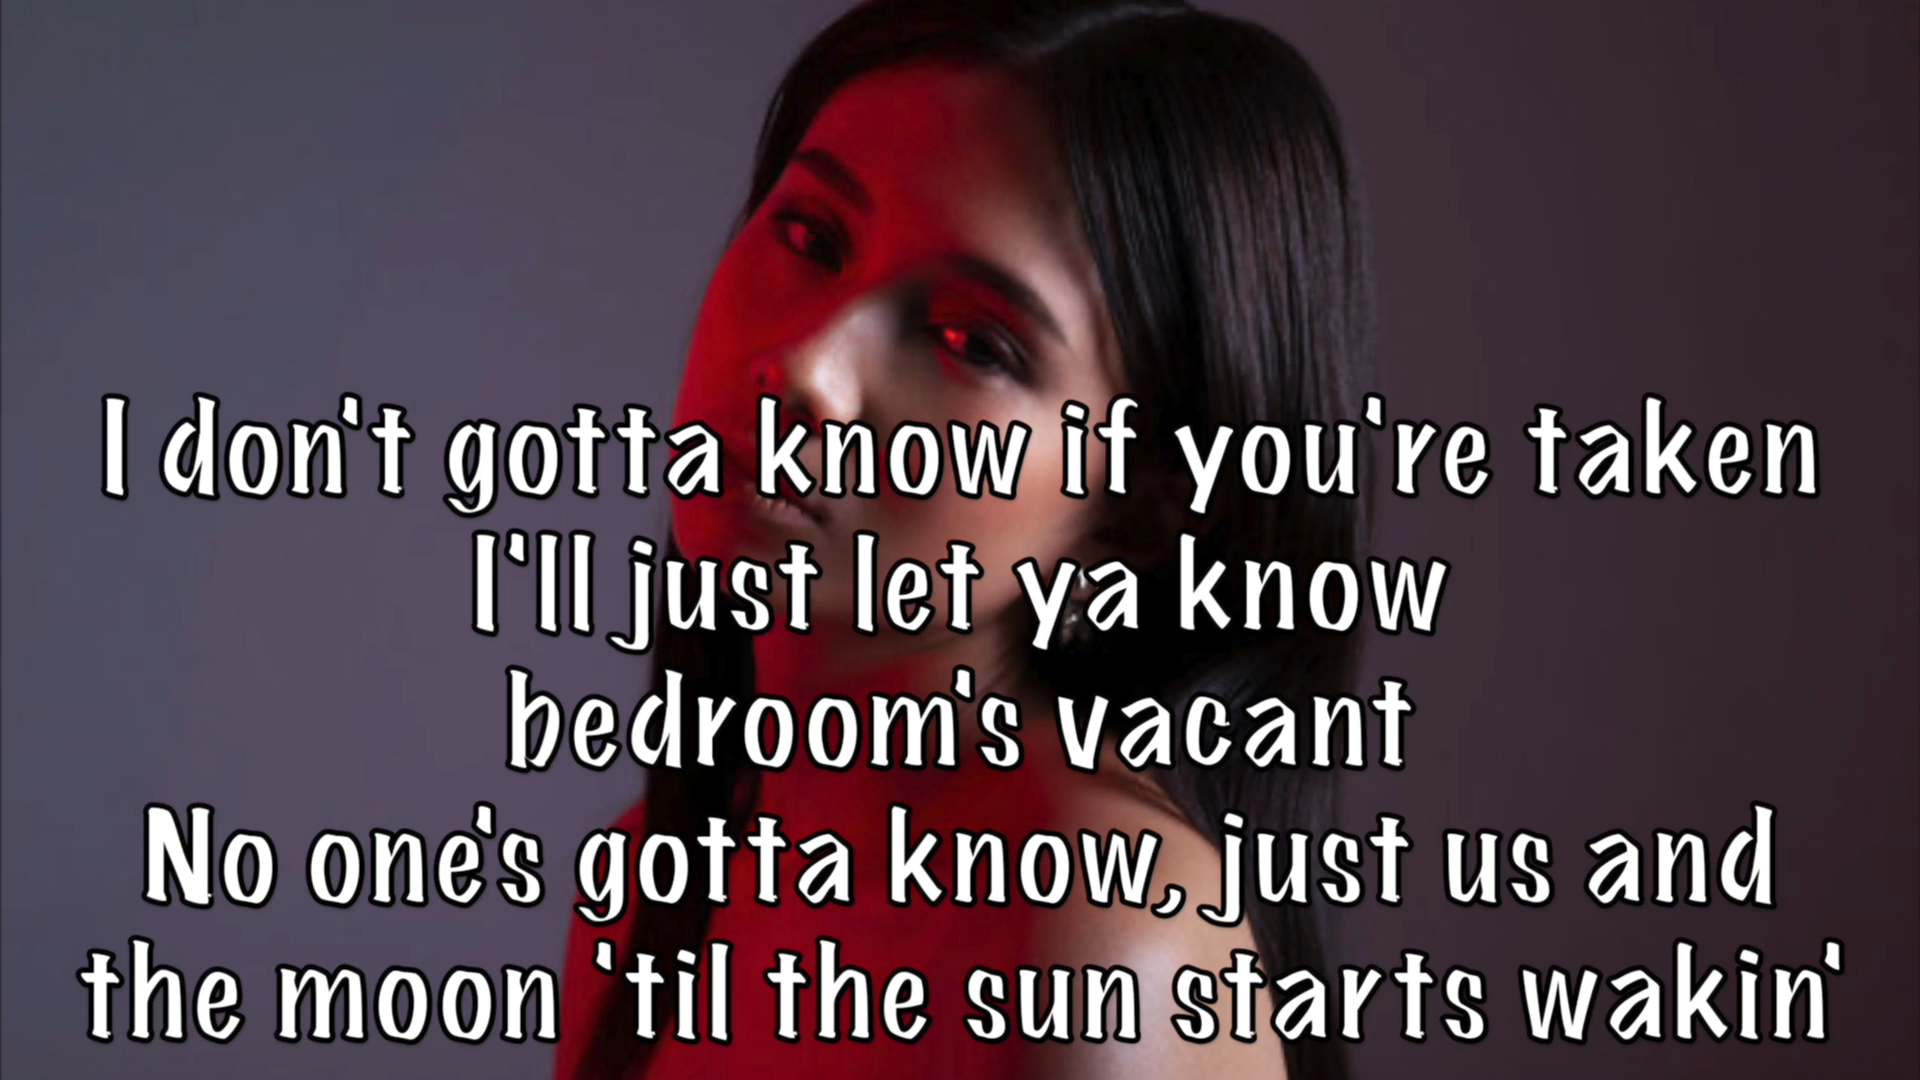 I don't gotta know if you're taken
I'll just let ya know
bedroom's vacant
No one's gotta know, just us and
the moon 'til the sun starts wakin'